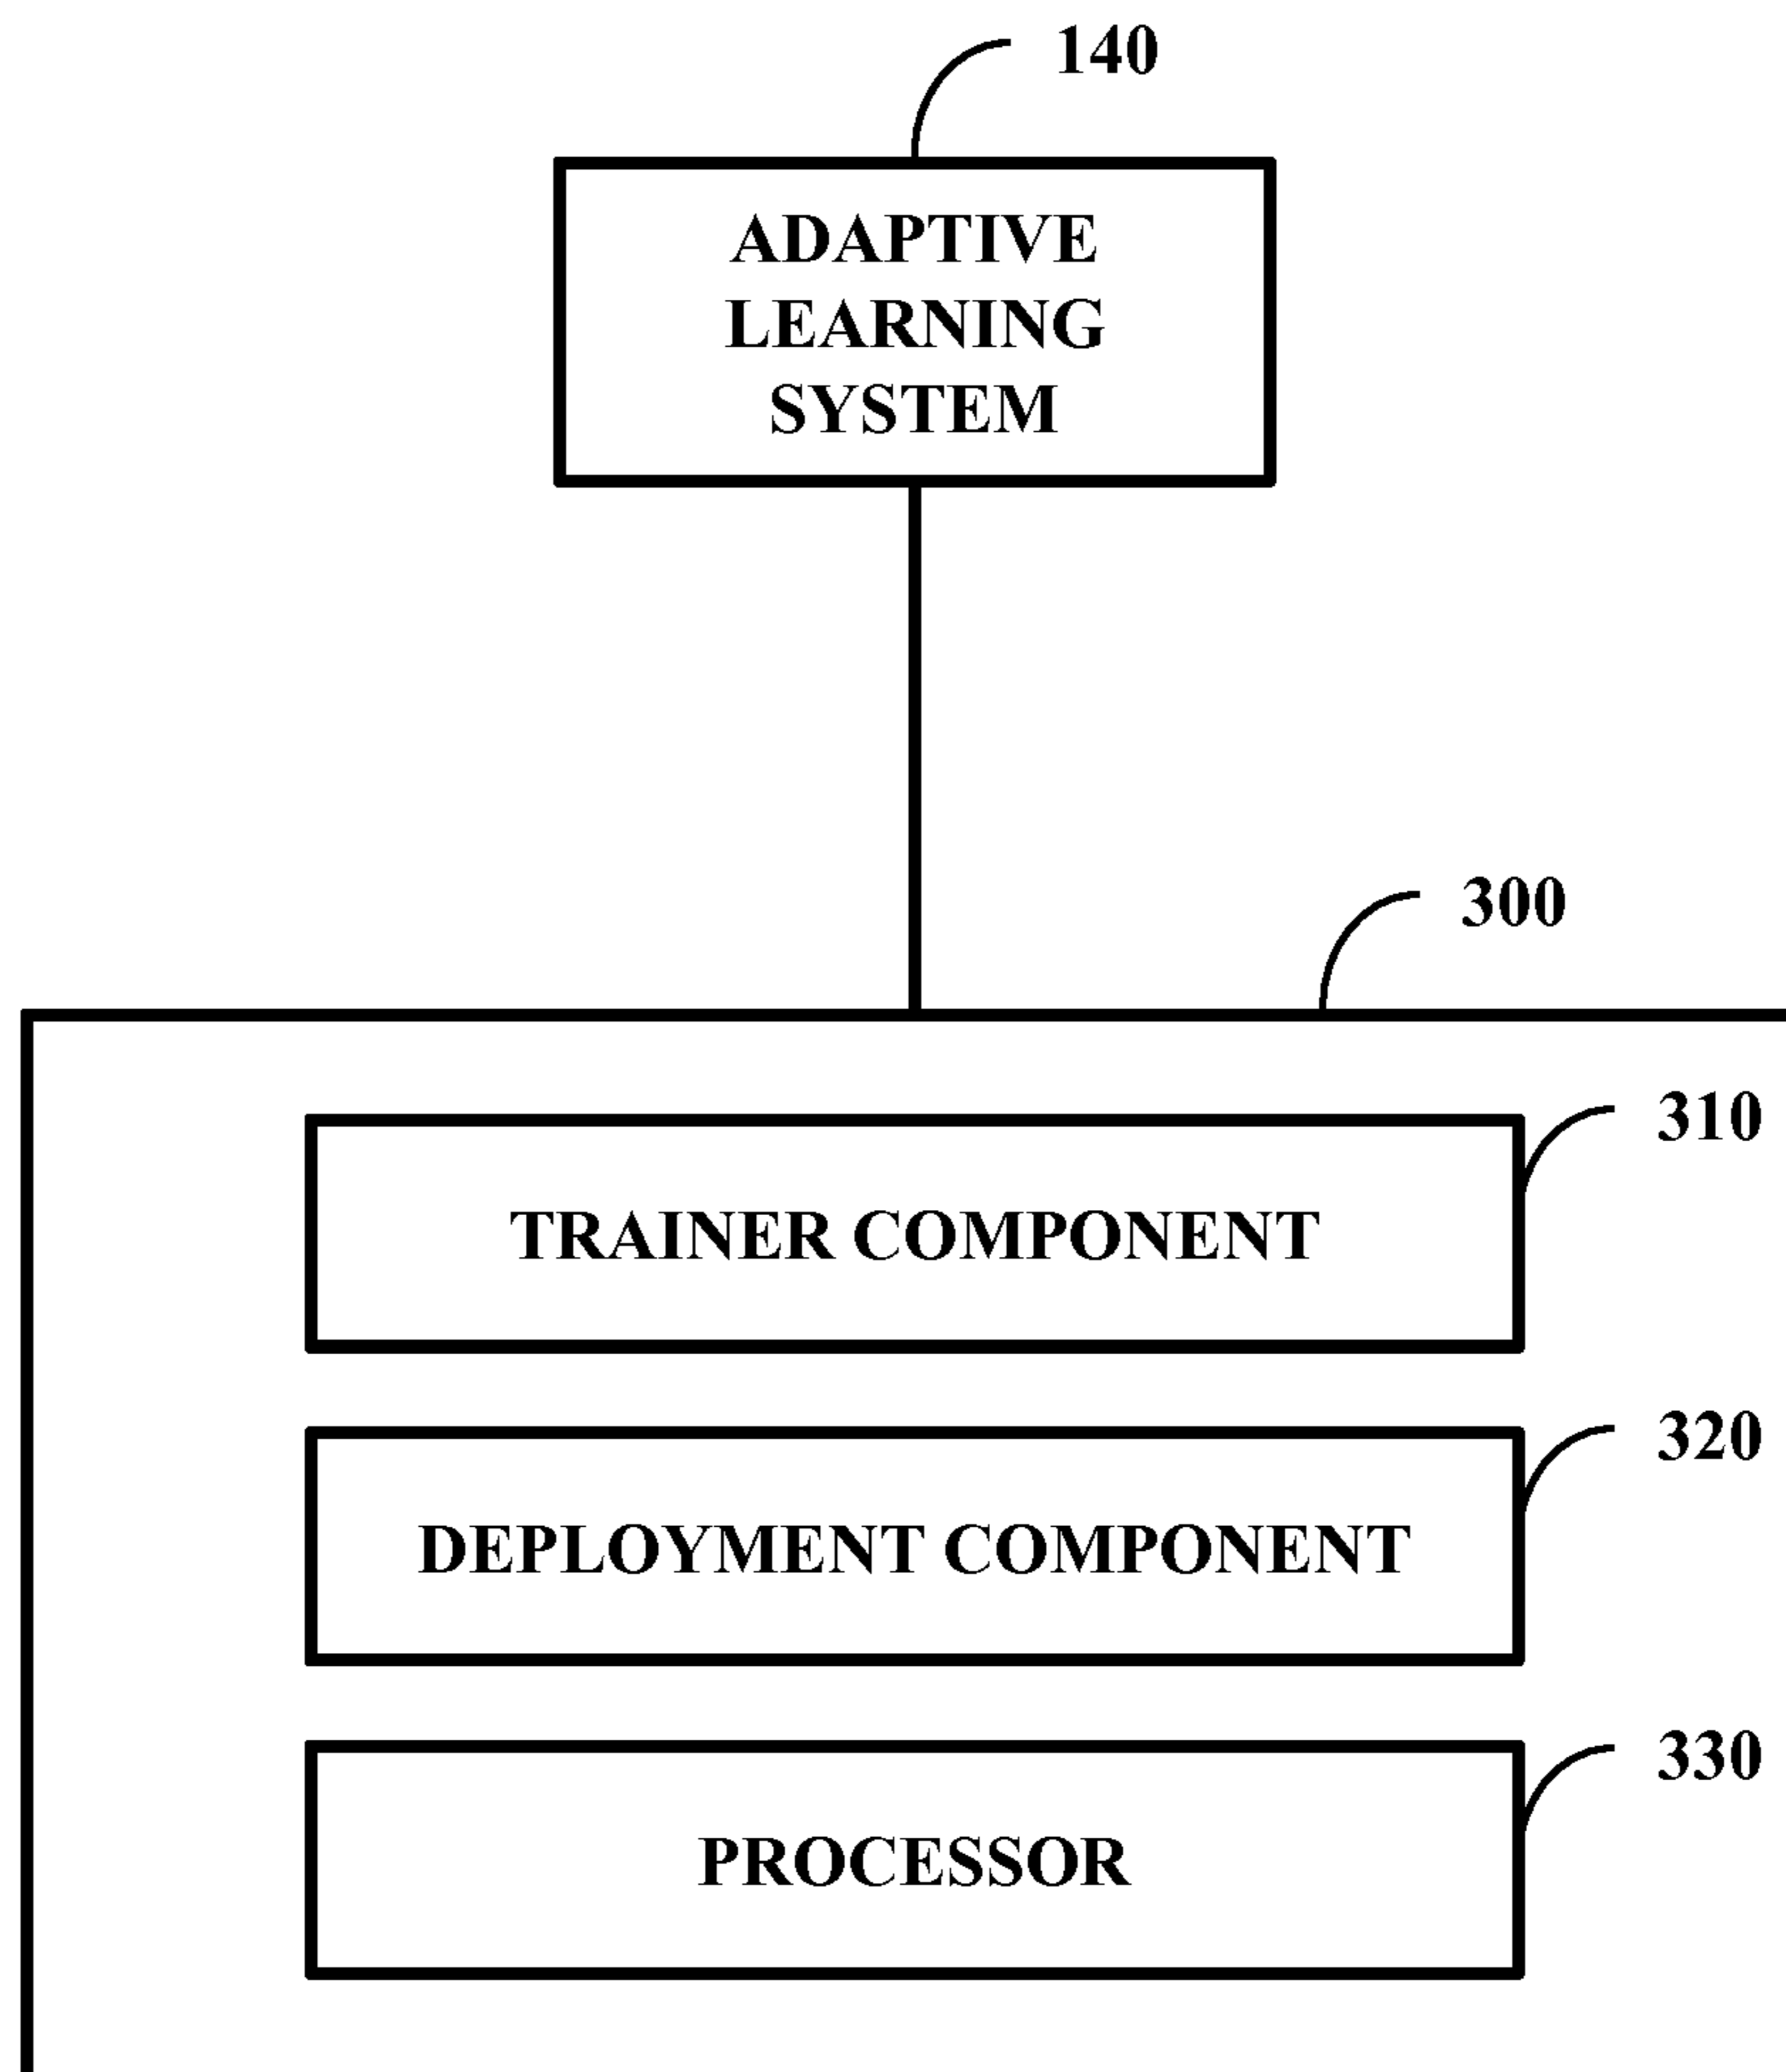 140
ADAPTIVE
LEARNING
SYSTEM
300
310
TRAINER COMPONENT
320
DEPLOYMENT COMPONENT
330
PROCESSOR